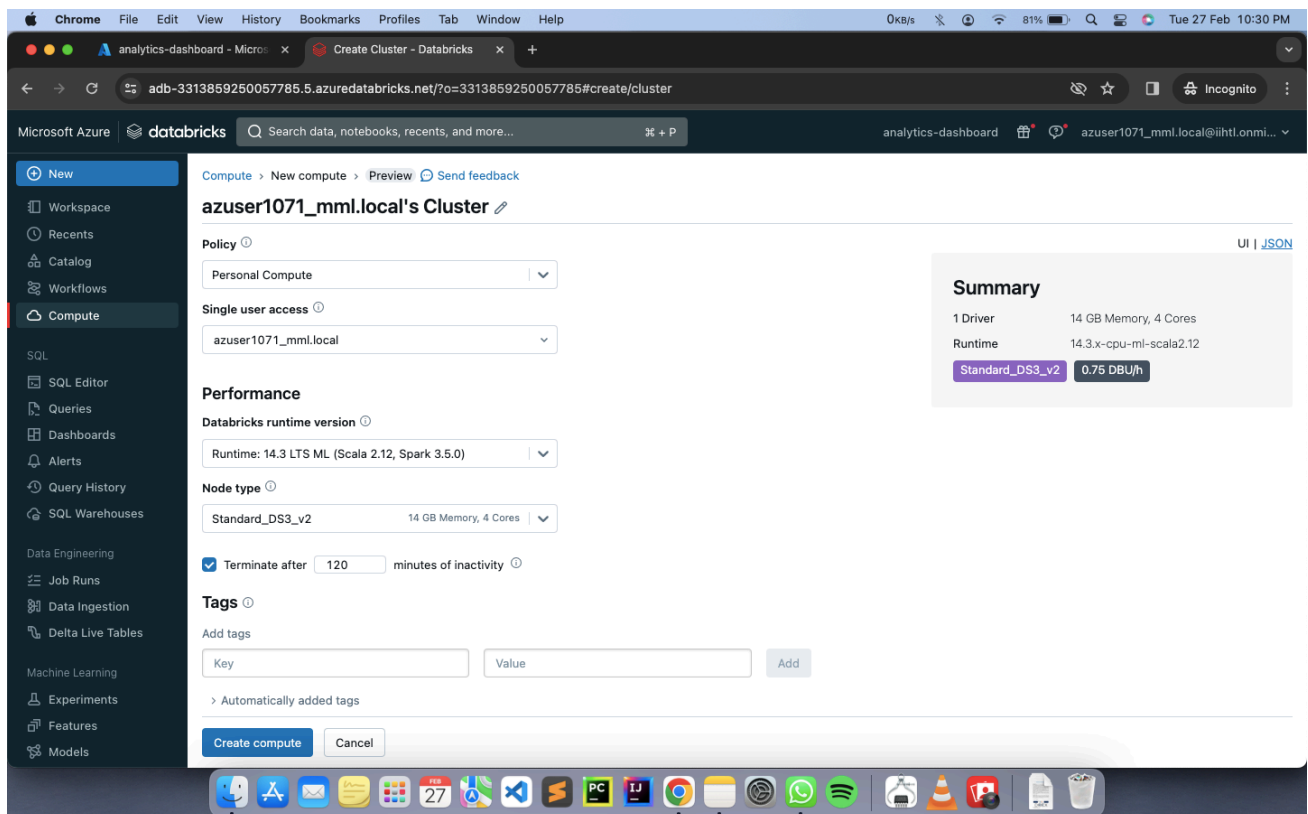 Chrome File Edit View History Bookmarks Profiles Tab Window Help 0KB/s 81% Tue 27 Feb 10:30 PM
analytics-dashboard - Micros Create Cluster - Databricks
adb-3313859250057785.5.azuredatabricks.net/?o=3313859250057785#create/cluster Incognito
Microsoft Azure databricks Search data, notebooks, recents, and more... ⌘ + P analytics-dashboard azuser1071_mml.local@iihtl.onmi...
New
Workspace
Recents
Catalog
Workflows
Compute
SQL
SQL Editor
Queries
Dashboards
Alerts
Query History
SQL Warehouses
Data Engineering
Job Runs
Data Ingestion
Delta Live Tables
Machine Learning
Experiments
Features
Models
Compute > New compute > Preview Send feedback
azuser1071_mml.local's Cluster
Policy
Personal Compute
Single user access
azuser1071_mml.local
Performance
Databricks runtime version
Runtime: 14.3 LTS ML (Scala 2.12, Spark 3.5.0)
Node type
Standard_DS3_v2 14 GB Memory, 4 Cores
Terminate after 120 minutes of inactivity
Tags
Add tags
Key Value Add
> Automatically added tags
Create compute Cancel
UI | JSON
Summary
1 Driver 14 GB Memory, 4 Cores
Runtime 14.3.x-cpu-ml-scala2.12
Standard_DS3_v2 0.75 DBU/h
FEB
27
PC
IJ